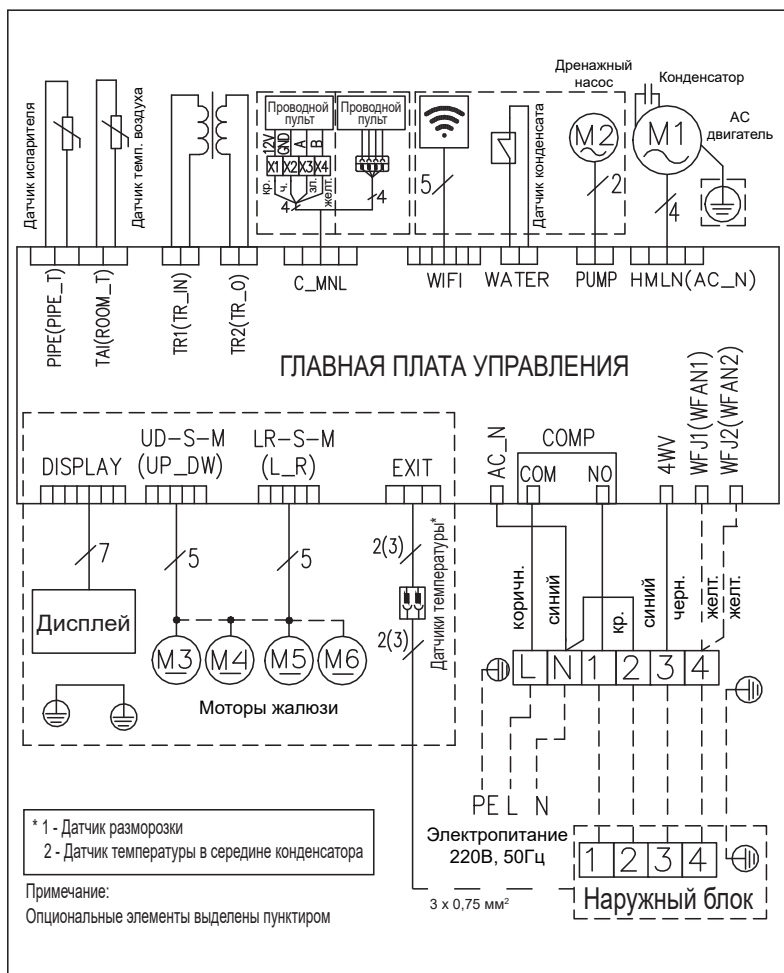 Датчик испарителя
Датчик темп. воздуха
Проводной
пульт
Проводной
пульт
12V
GND
A
B
X1 X2 X3 X4
кр.
ч.
зл.
желт.
4
4
5
Датчик конденсата
Дренажный
насос
M2
2
Конденсатор
M1
AC
двигатель
4
PIPE(PIPE_T)
TAI(ROOM_T)
TR1(TR_IN)
TR2(TR_O)
C_MNL
WIFI
WATER
PUMP
HMLN(AC_N)
ГЛАВНАЯ ПЛАТА УПРАВЛЕНИЯ
DISPLAY
UD-S-M
(UP_DW)
LR-S-M
(L_R)
EXIT
AC_N
COMP
COM
NO
4WV
WFJ1(WFAN1)
WFJ2(WFAN2)
7
5
5
2(3)
2(3)
Датчики температуры*
Дисплей
M3
M4
M5
M6
Моторы жалюзи
коричн.
синий
кр.
синий
черн.
желт.
желт.
L N 1 2 3 4
PE L N
Электропитание
220В, 50Гц
1 2 3 4
Наружный блок
3 x 0,75 мм²
* 1 - Датчик разморозки
2 - Датчик температуры в середине конденсатора
Примечание:
Опциональные элементы выделены пунктиром